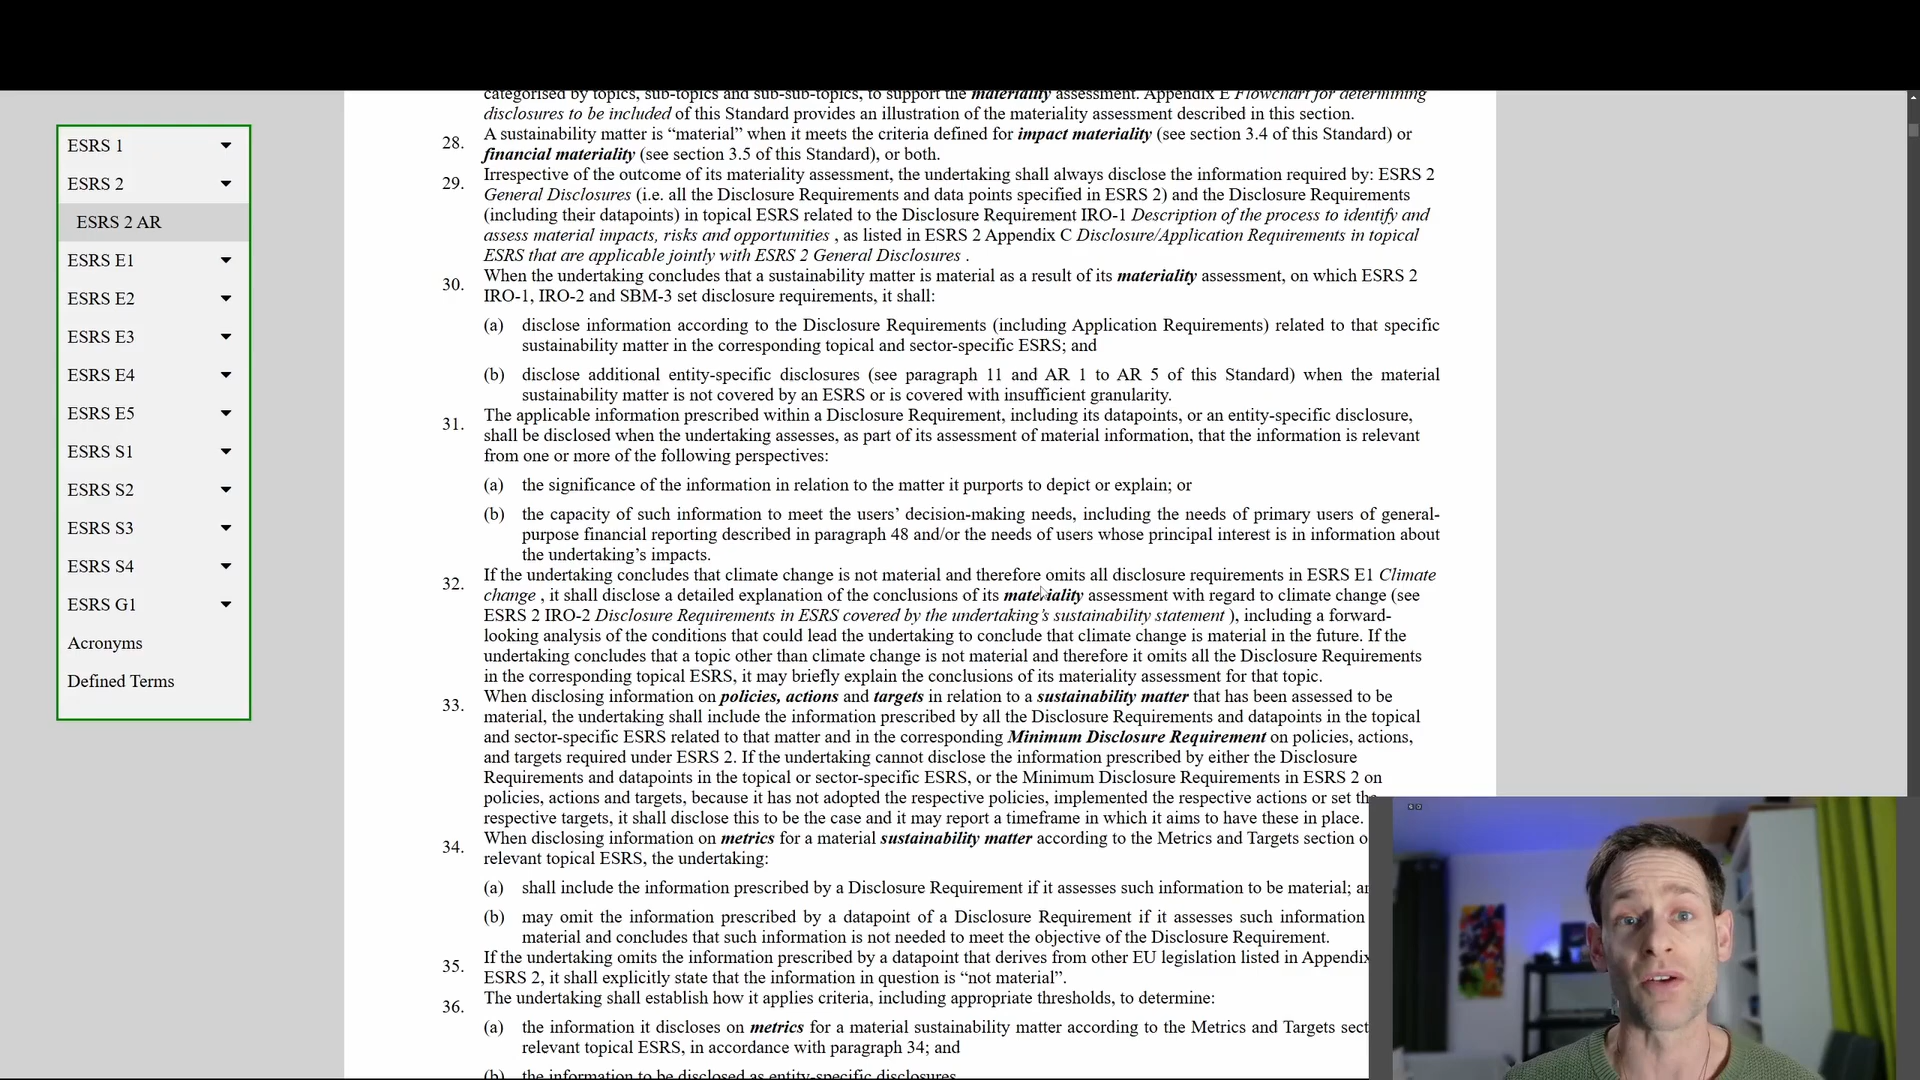 ESRS 1
ESRS 2
ESRS 2 AR
ESRS E1
ESRS E2
ESRS E3
ESRS E4
ESRS E5
ESRS S1
ESRS S2
ESRS S3
ESRS S4
ESRS G1
Acronyms
Defined Terms
categorised by topics, sub-topics and sub-sub-topics, to support the materiality assessment. Appendix E Flowchart for determining
disclosures to be included of this Standard provides an illustration of the materiality assessment described in this section.
28. A sustainability matter is “material” when it meets the criteria defined for impact materiality (see section 3.4 of this Standard) or
financial materiality (see section 3.5 of this Standard), or both.
29. Irrespective of the outcome of its materiality assessment, the undertaking shall always disclose the information required by: ESRS 2
General Disclosures (i.e. all the Disclosure Requirements and data points specified in ESRS 2) and the Disclosure Requirements
(including their datapoints) in topical ESRS related to the Disclosure Requirement IRO-1 Description of the process to identify and
assess material impacts, risks and opportunities , as listed in ESRS 2 Appendix C Disclosure/Application Requirements in topical
ESRS that are applicable jointly with ESRS 2 General Disclosures .
30. When the undertaking concludes that a sustainability matter is material as a result of its materiality assessment, on which ESRS 2
IRO-1, IRO-2 and SBM-3 set disclosure requirements, it shall:
(a) disclose information according to the Disclosure Requirements (including Application Requirements) related to that specific
sustainability matter in the corresponding topical and sector-specific ESRS; and
(b) disclose additional entity-specific disclosures (see paragraph 11 and AR 1 to AR 5 of this Standard) when the material
sustainability matter is not covered by an ESRS or is covered with insufficient granularity.
31. The applicable information prescribed within a Disclosure Requirement, including its datapoints, or an entity-specific disclosure,
shall be disclosed when the undertaking assesses, as part of its assessment of material information, that the information is relevant
from one or more of the following perspectives:
(a) the significance of the information in relation to the matter it purports to depict or explain; or
(b) the capacity of such information to meet the users’ decision-making needs, including the needs of primary users of general-
purpose financial reporting described in paragraph 48 and/or the needs of users whose principal interest is in information about
the undertaking’s impacts.
32. If the undertaking concludes that climate change is not material and therefore omits all disclosure requirements in ESRS E1 Climate
change , it shall disclose a detailed explanation of the conclusions of its materiality assessment with regard to climate change (see
ESRS 2 IRO-2 Disclosure Requirements in ESRS covered by the undertaking’s sustainability statement ), including a forward-
looking analysis of the conditions that could lead the undertaking to conclude that climate change is material in the future. If the
undertaking concludes that a topic other than climate change is not material and therefore it omits all the Disclosure Requirements
in the corresponding topical ESRS, it may briefly explain the conclusions of its materiality assessment for that topic.
33. When disclosing information on policies, actions and targets in relation to a sustainability matter that has been assessed to be
material, the undertaking shall include the information prescribed by all the Disclosure Requirements and datapoints in the topical
and sector-specific ESRS related to that matter and in the corresponding Minimum Disclosure Requirement on policies, actions,
and targets required under ESRS 2. If the undertaking cannot disclose the information prescribed by either the Disclosure
Requirements and datapoints in the topical or sector-specific ESRS, or the Minimum Disclosure Requirements in ESRS 2 on
policies, actions and targets, because it has not adopted the respective policies, implemented the respective actions or set the
respective targets, it shall disclose this to be the case and it may report a timeframe in which it aims to have these in place.
34. When disclosing information on metrics for a material sustainability matter according to the Metrics and Targets section
relevant topical ESRS, the undertaking:
(a) shall include the information prescribed by a Disclosure Requirement if it assesses such information to be material;
(b) may omit the information prescribed by a datapoint of a Disclosure Requirement if it assesses such information
material and concludes that such information is not needed to meet the objective of the Disclosure Requirement.
35. If the undertaking omits the information prescribed by a datapoint that derives from other EU legislation listed in Appendix
ESRS 2, it shall explicitly state that the information in question is “not material”.
36. The undertaking shall establish how it applies criteria, including appropriate thresholds, to determine:
(a) the information it discloses on metrics for a material sustainability matter according to the Metrics and Targets
relevant topical ESRS, in accordance with paragraph 34; and
(b) the information to be disclosed as entity-specific disclosures